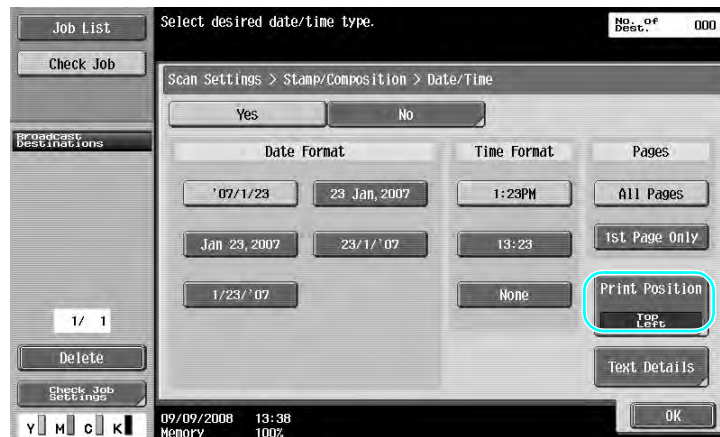 Job List
Select desired date/time type.
No. of Dest. 000
Check Job
Scan Settings > Stamp/Composition > Date/Time
Yes No
Broadcast Destinations
Date Format Time Format Pages
'07/1/23 23 Jan,2007 1:23PM All Pages
Jan 23,2007 23/1/'07 13:23 1st Page Only
1/23/'07 None Print Position
Top Left
1/ 1
Delete
Text Details
Check Job Settings
OK
Y M C K
09/09/2008 13:38
Memory 100%